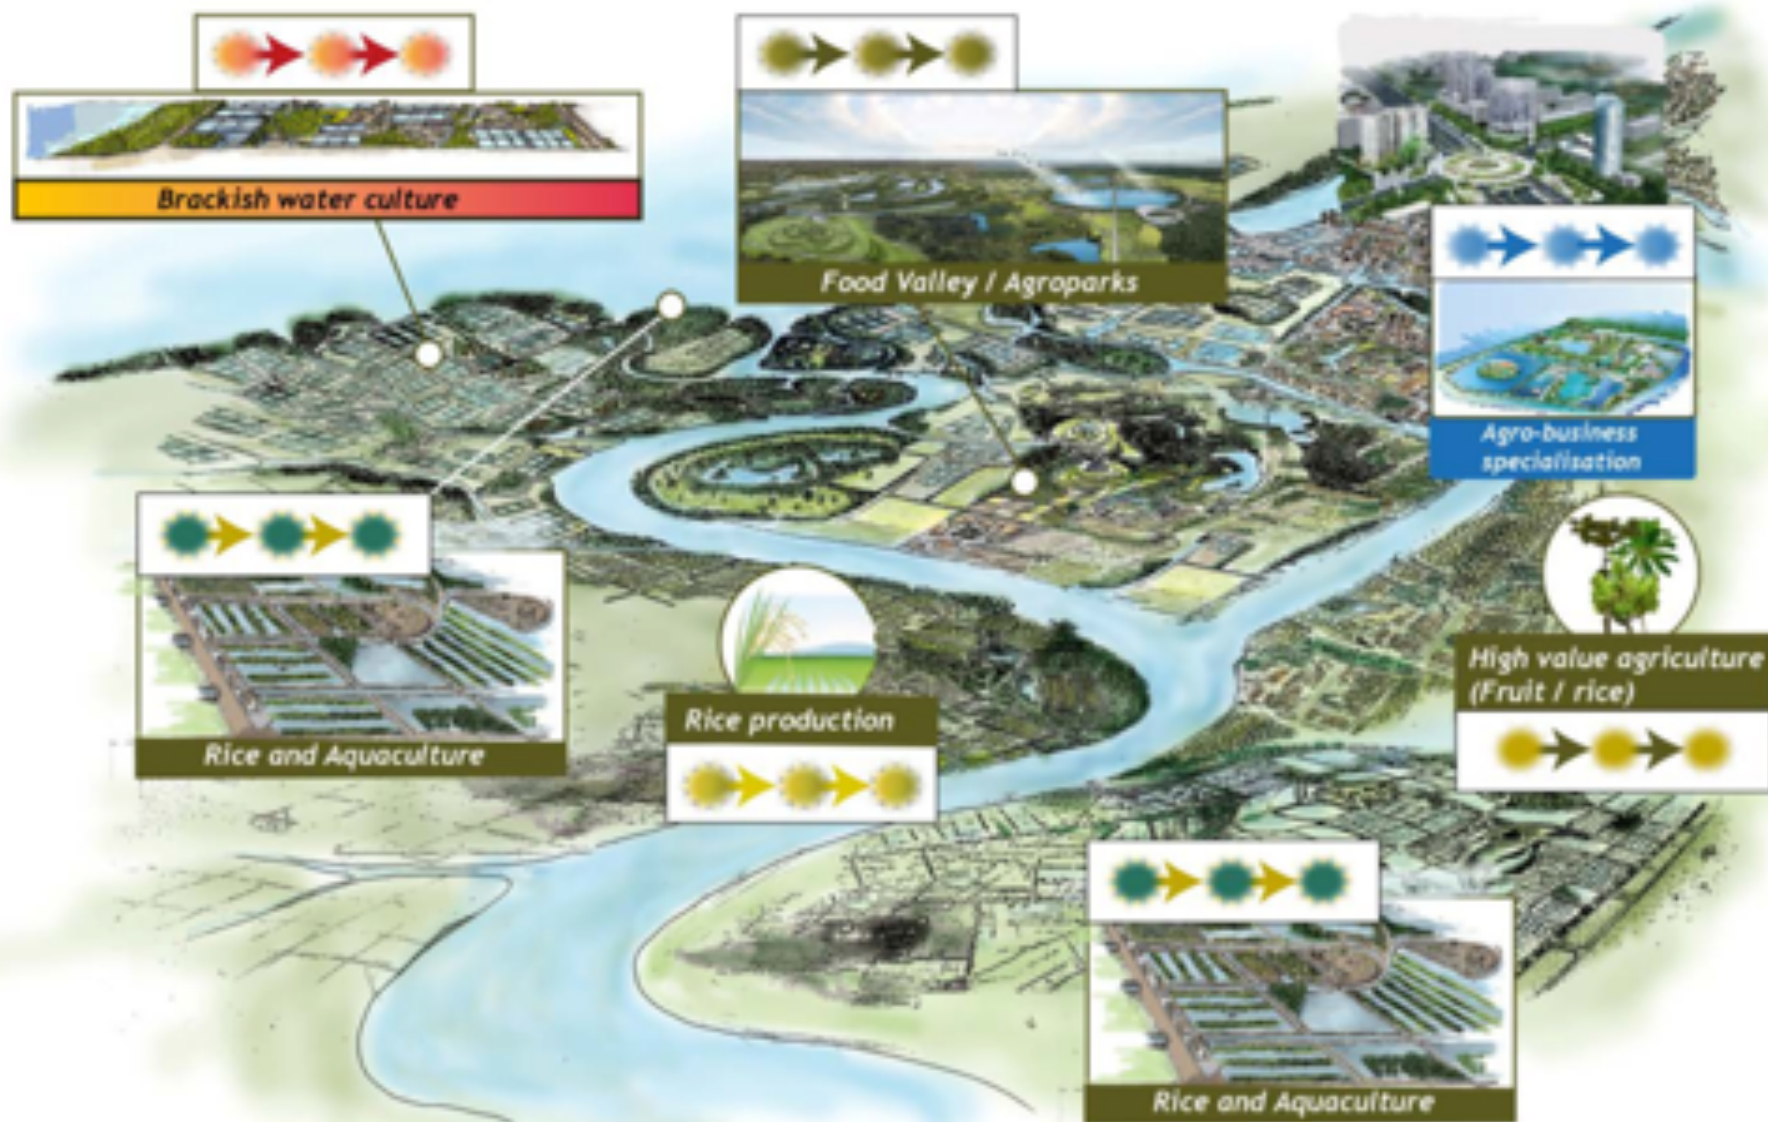 Brackish water culture
Food Valley / Agroparks
Agro-business
specialisation
High value agriculture
(Fruit / rice)
Rice production
Rice and Aquaculture
Rice and Aquaculture